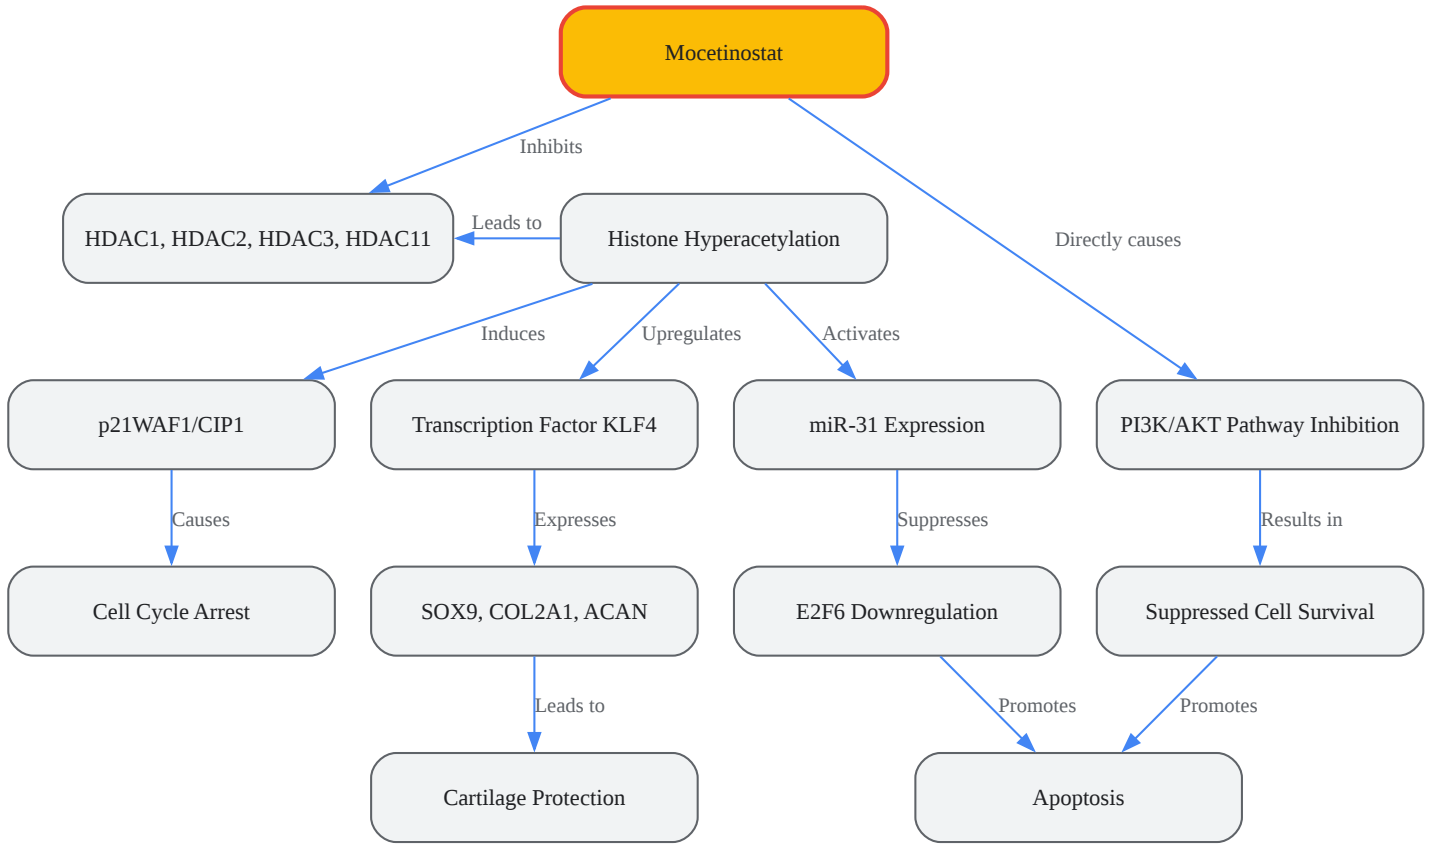 Mocetinostat
Inhibits
Directly causes
HDAC1, HDAC2, HDAC3, HDAC11
Leads to
Histone Hyperacetylation
Induces
Upregulates
Activates
p21WAF1/CIP1
Transcription Factor KLF4
miR-31 Expression
PI3K/AKT Pathway Inhibition
Causes
Expresses
Suppresses
Results in
Cell Cycle Arrest
SOX9, COL2A1, ACAN
E2F6 Downregulation
Suppressed Cell Survival
Leads to
Promotes
Promotes
Cartilage Protection
Apoptosis